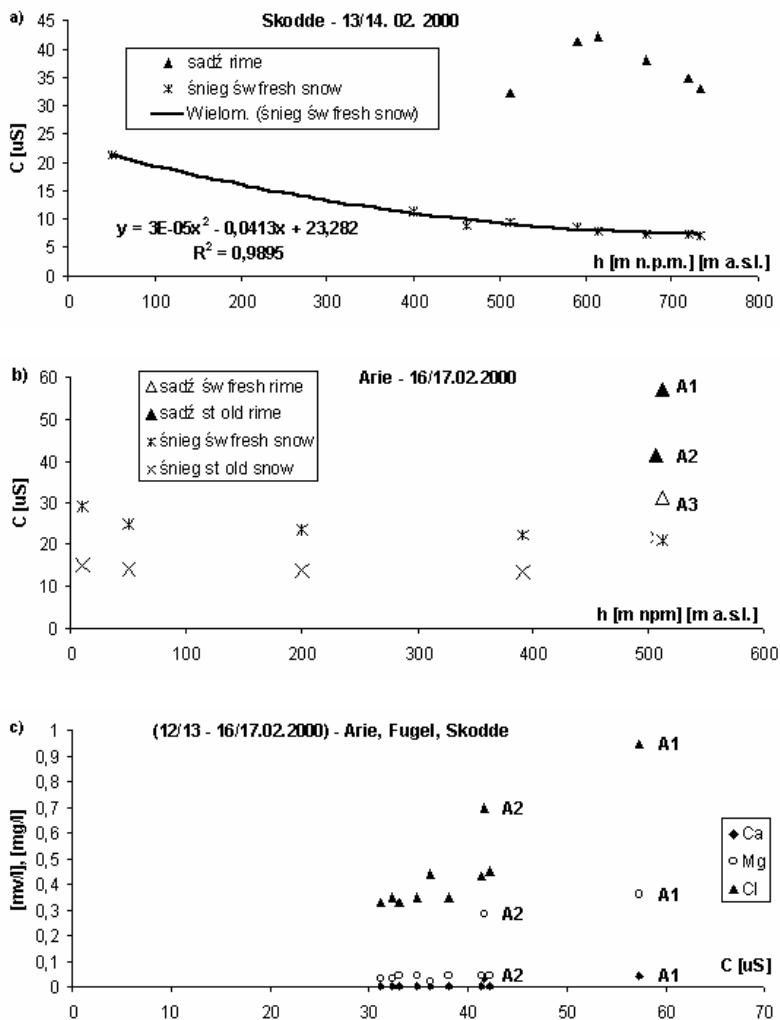 a)
Skodde - 13/14. 02. 2000
C [uS]
45
40
35
30
25
20
15
10
5
0
sadź rime
śnieg św fresh snow
Wielom. (śnieg św fresh snow)
y = 3E-05x² - 0,0413x + 23,282
R² = 0,9895
h [m n.p.m.] [m a.s.l.]
0 100 200 300 400 500 600 700 800
b)
Arie - 16/17.02.2000
C [uS]
60
50
40
30
20
10
0
sadź św fresh rime
sadź st old rime
śnieg św fresh snow
śnieg st old snow
A1
A2
A3
h [m npm] [m a.s.l.]
0 100 200 300 400 500 600
c)
(12/13 - 16/17.02.2000) - Arie, Fugel, Skodde
[mv/l], [mg/l]
1
0,9
0,8
0,7
0,6
0,5
0,4
0,3
0,2
0,1
0
A1
A2
A1
A2
A2
A1
Ca
Mg
Cl
C [uS]
0 10 20 30 40 50 60 70